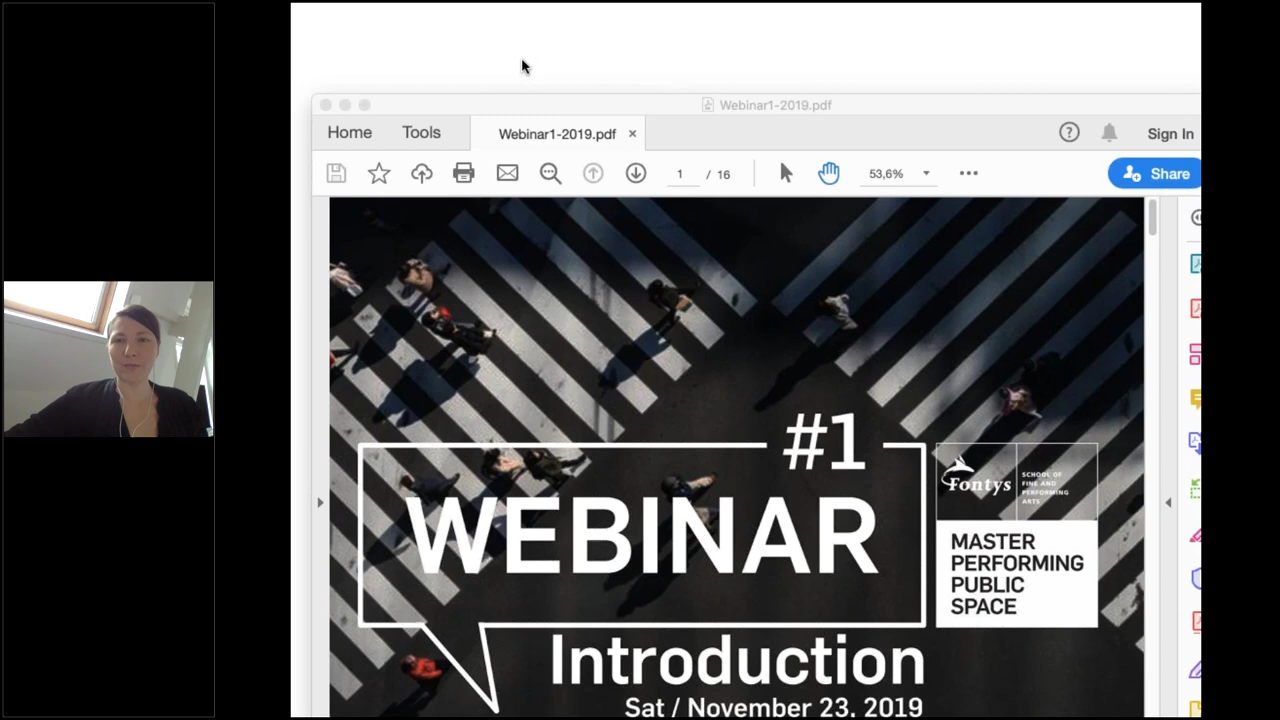 Webinar1-2019.pdf
Home Tools Webinar1-2019.pdf × ? Sign In
1 / 16 53,6% Share
#1
WEBINAR
Fontys
SCHOOL OF
FINE AND
PERFORMING
ARTS
MASTER
PERFORMING
PUBLIC
SPACE
Introduction
Sat / November 23, 2019